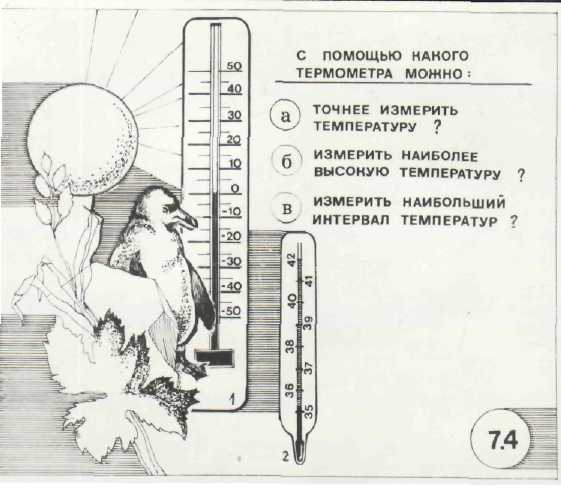 С ПОМОЩЬЮ КАКОГО
ТЕРМОМЕТРА МОЖНО:
а ТОЧНЕЕ ИЗМЕРИТЬ
ТЕМПЕРАТУРУ ?
б ИЗМЕРИТЬ НАИБОЛЕЕ
ВЫСОКУЮ ТЕМПЕРАТУРУ ?
в ИЗМЕРИТЬ НАИБОЛЬШИЙ
ИНТЕРВАЛ ТЕМПЕРАТУР ?
50
40
30
20
10
0
-10
-20
-30
-40
-50
1
42
41
40
39
38
37
36
35
2
7.4